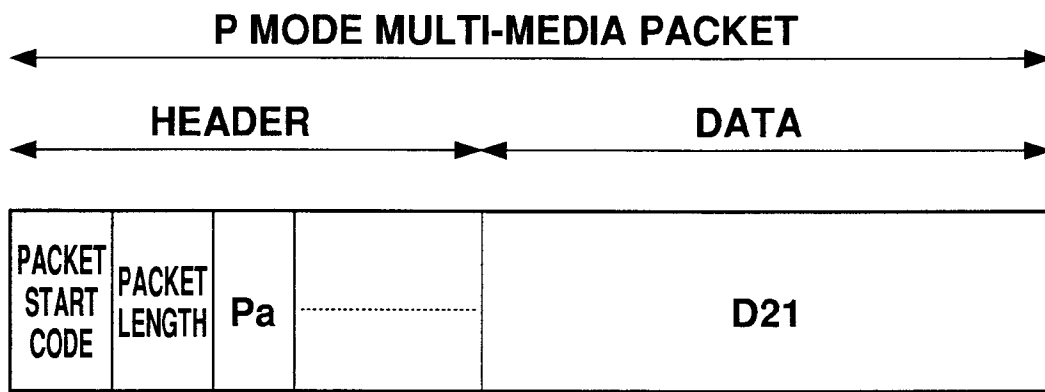 P MODE MULTI-MEDIA PACKET
HEADER
DATA
PACKET
START
CODE
PACKET
LENGTH
Pa
D21